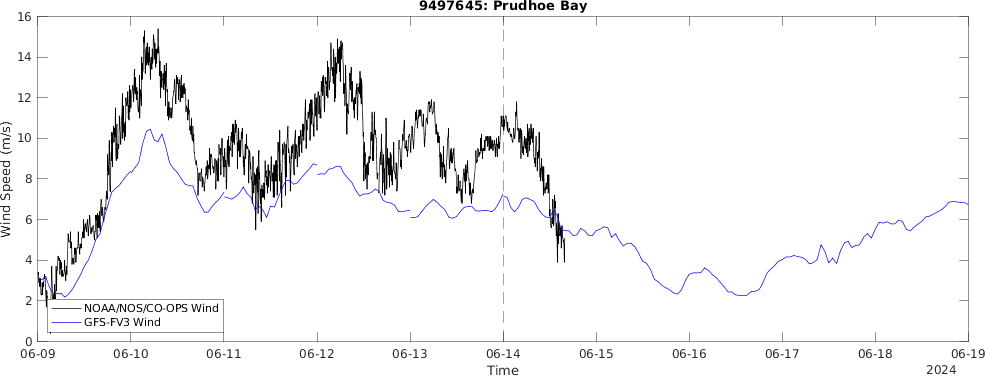 9497645: Prudhoe Bay
Wind Speed (m/s)
16
14
12
10
8
6
4
2
0
NOAA/NOS/CO-OPS Wind
GFS-FV3 Wind
06-09 06-10 06-11 06-12 06-13 06-14 06-15 06-16 06-17 06-18 06-19
Time
2024